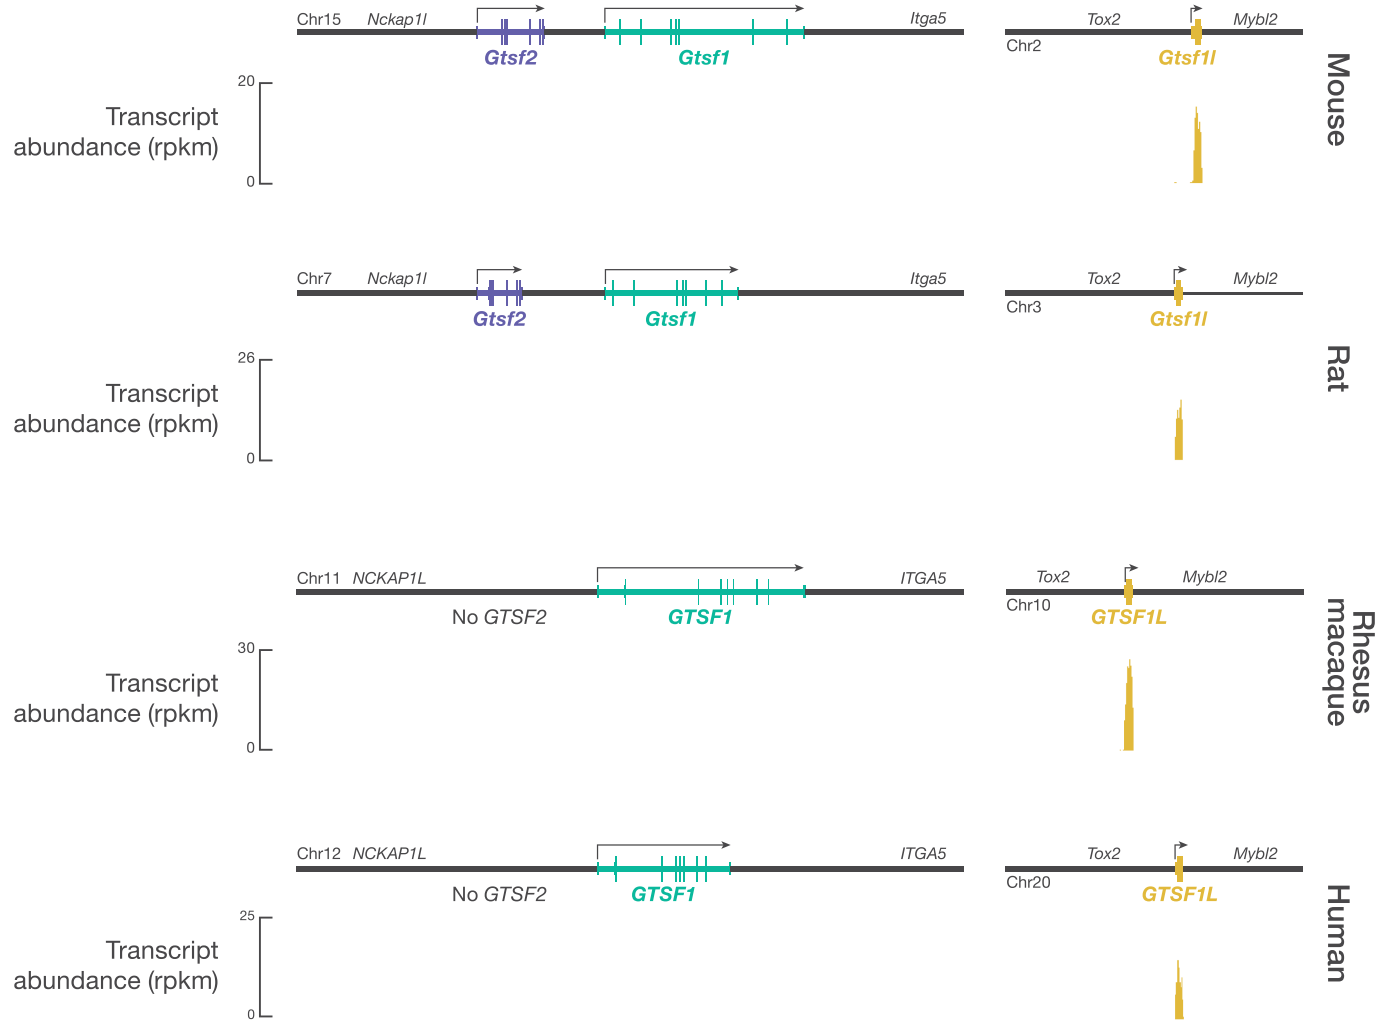 Chr15 Nckap1l Itga5 Tox2 Mybl2
Gtsf2 Gtsf1 Chr2 Gtsf1l
Mouse
20
Transcript
abundance (rpkm)
0
Chr7 Nckap1l Itga5 Tox2 Mybl2
Gtsf2 Gtsf1 Chr3 Gtsf1l
Rat
26
Transcript
abundance (rpkm)
0
Chr11 NCKAP1L ITGA5 Tox2 Mybl2
No GTSF2 GTSF1 Chr10 GTSF1L
Rhesus
macaque
30
Transcript
abundance (rpkm)
0
Chr12 NCKAP1L ITGA5 Tox2 Mybl2
No GTSF2 GTSF1 Chr20 GTSF1L
Human
25
Transcript
abundance (rpkm)
0